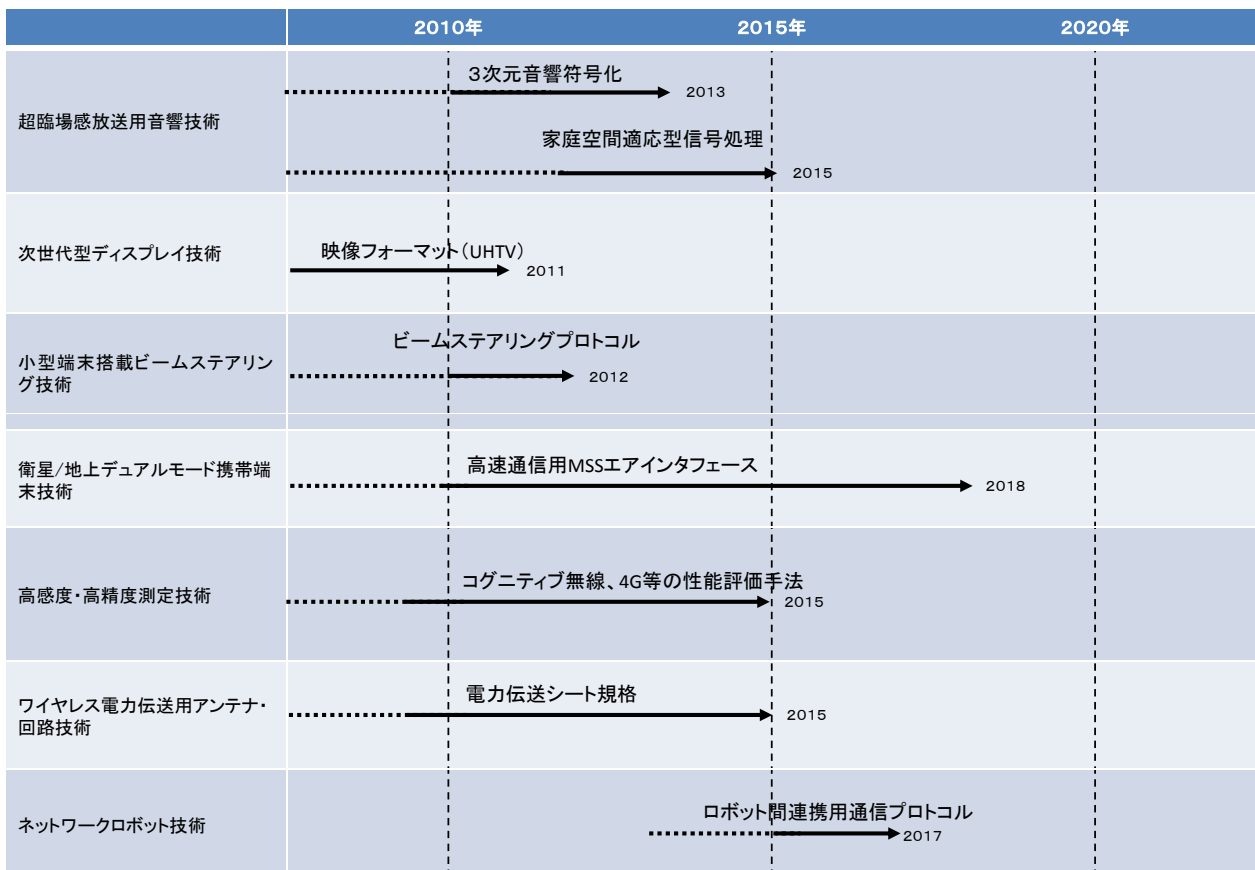 2010年
2015年
2020年
超臨場感放送用音響技術
３次元音響符号化
2013
家庭空間適応型信号処理
2015
次世代型ディスプレイ技術
映像フォーマット（UHTV）
2011
小型端末搭載ビームステアリン
グ技術
ビームステアリングプロトコル
2012
衛星/地上デュアルモード携帯端
末技術
高速通信用MSSエアインタフェース
2018
高感度・高精度測定技術
コグニティブ無線、4G等の性能評価手法
2015
ワイヤレス電力伝送用アンテナ・
回路技術
電力伝送シート規格
2015
ネットワークロボット技術
ロボット間連携用通信プロトコル
2017